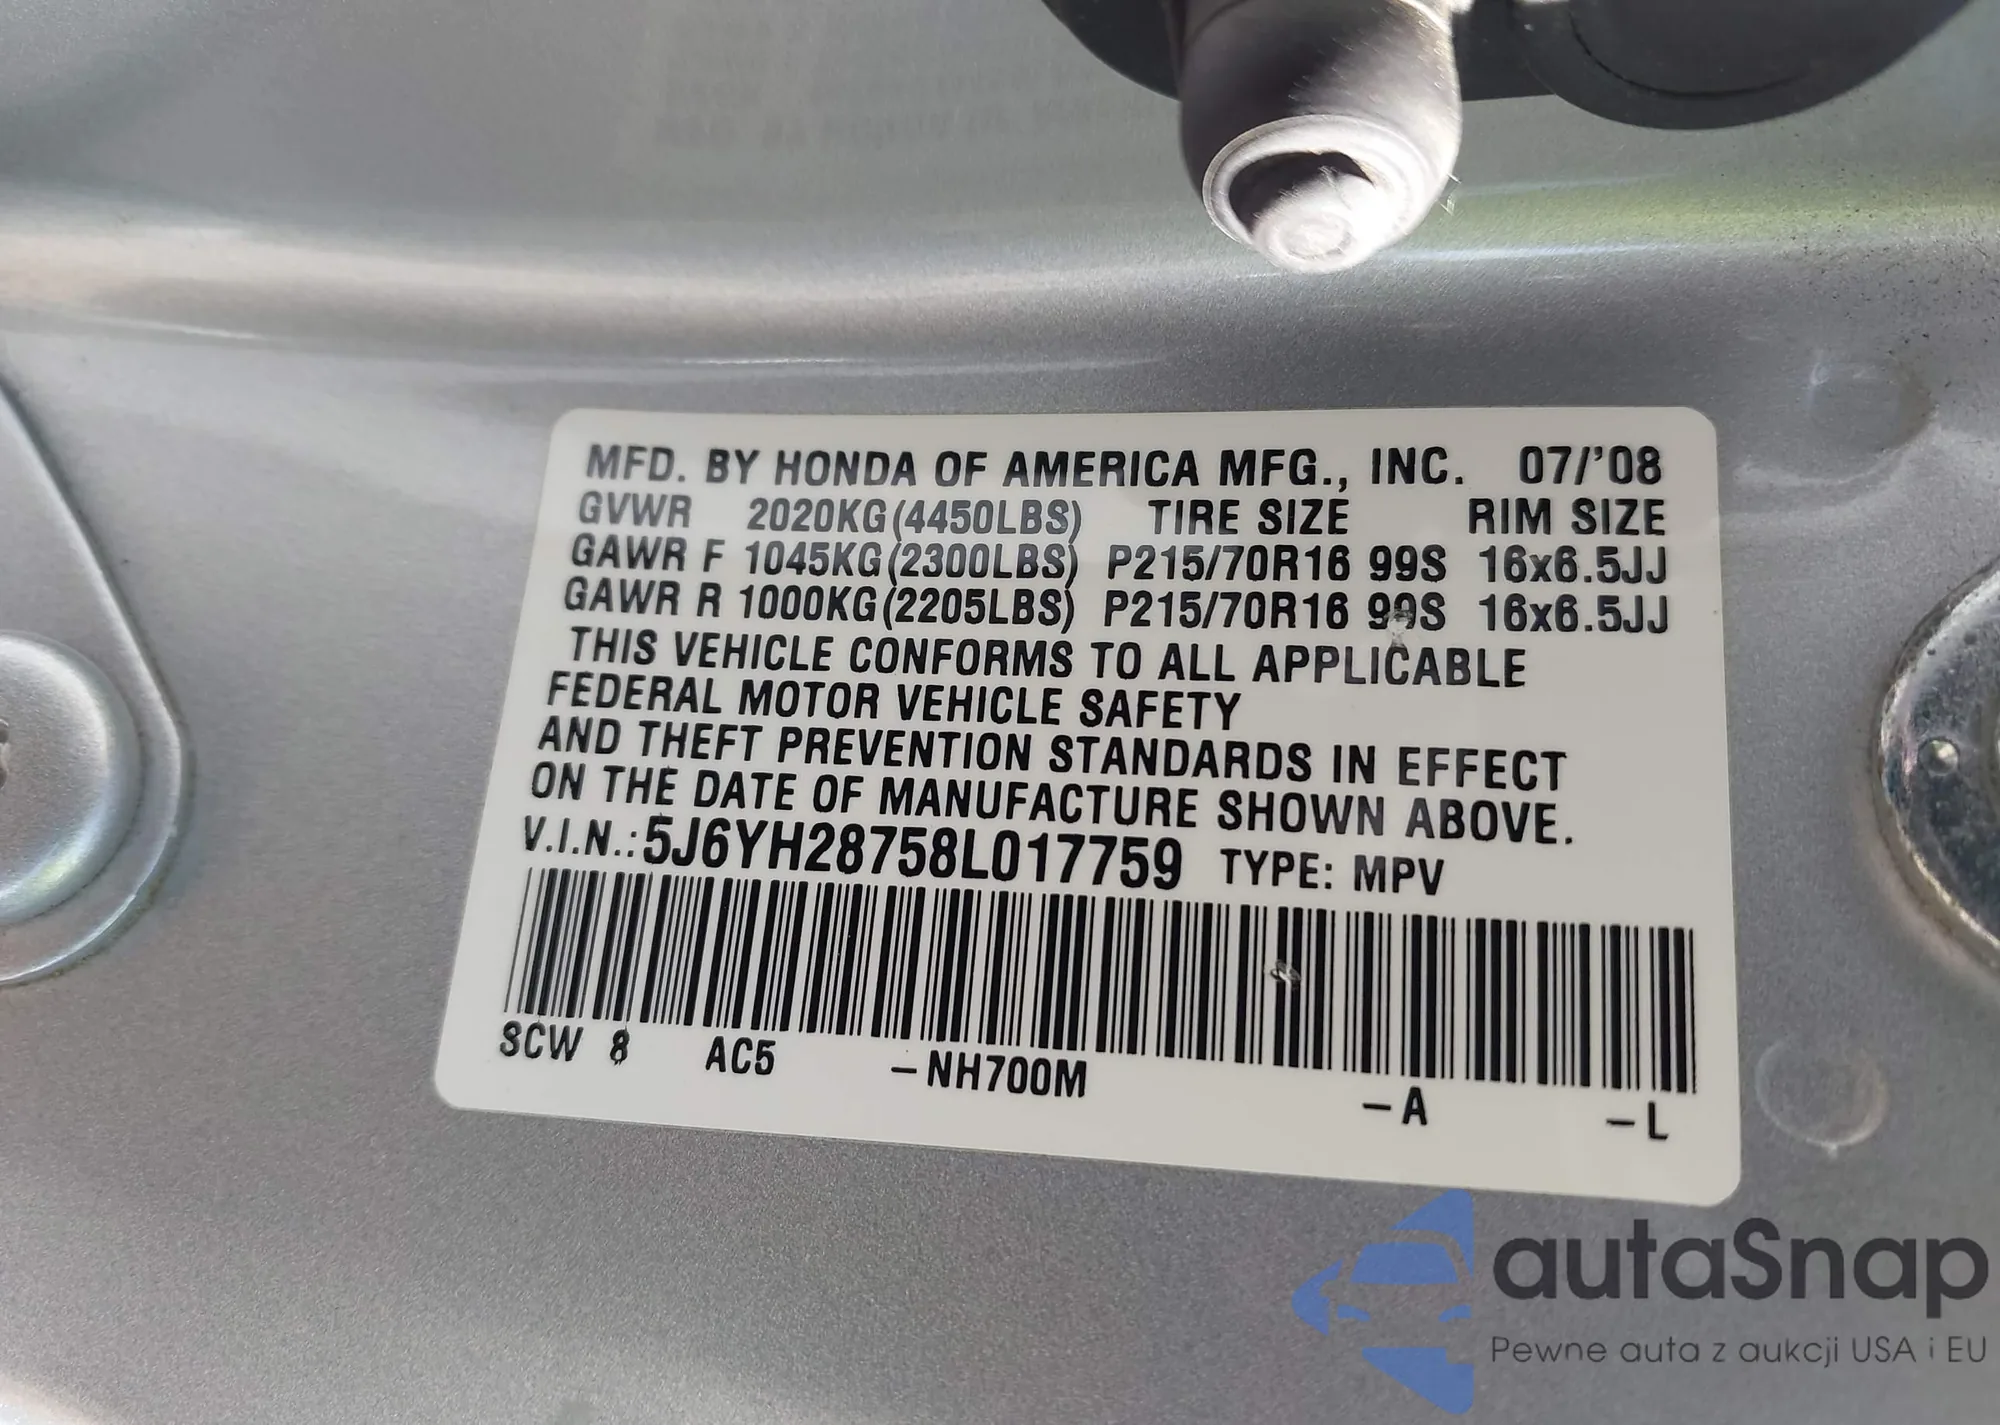 MFD. BY HONDA OF AMERICA MFG., INC. 07/'08
GVWR 2020KG(4450LBS) TIRE SIZE RIM SIZE
GAWR F 1045KG(2300LBS) P215/70R16 99S 16x6.5JJ
GAWR R 1000KG(2205LBS) P215/70R16 99S 16x6.5JJ
THIS VEHICLE CONFORMS TO ALL APPLICABLE
FEDERAL MOTOR VEHICLE SAFETY
AND THEFT PREVENTION STANDARDS IN EFFECT
ON THE DATE OF MANUFACTURE SHOWN ABOVE.
V.I.N.: 5J6YH28758L017759 TYPE: MPV
SCW 8 AC5 –NH700M –A –L
autaSnap
Pewne auta z aukcji USA i EU